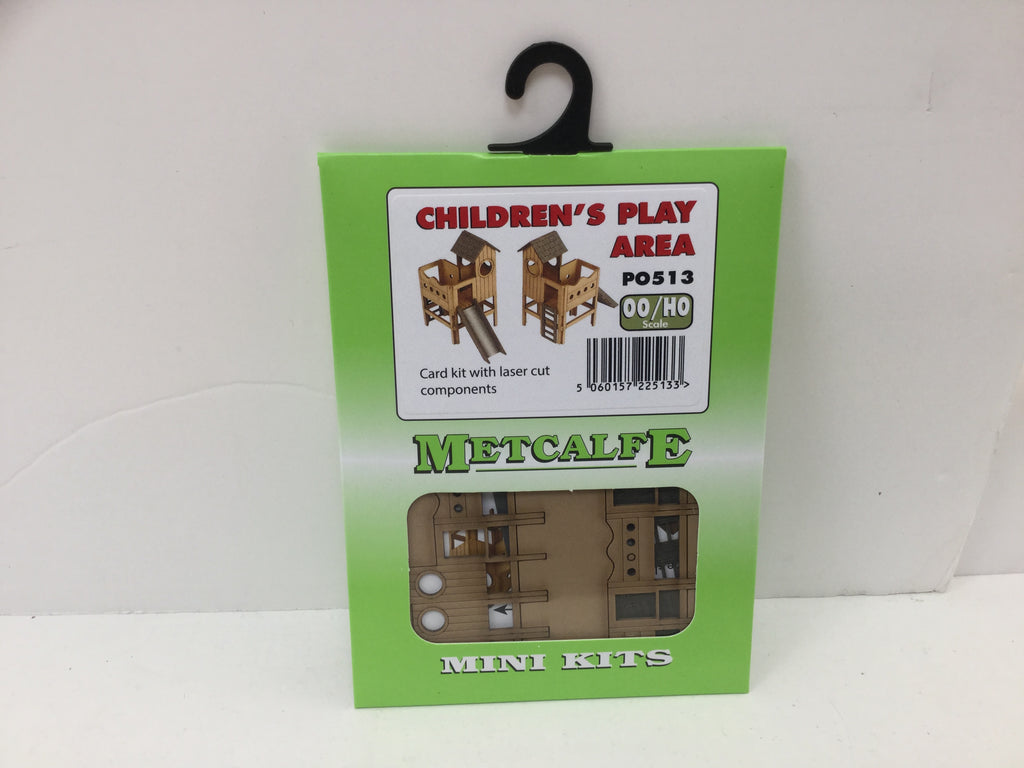 CHILDREN'S PLAY
AREA
PO513
OO/HO
Scale
Card kit with laser cut
components
5 060157 225133 >
METCALFE
MINI KITS